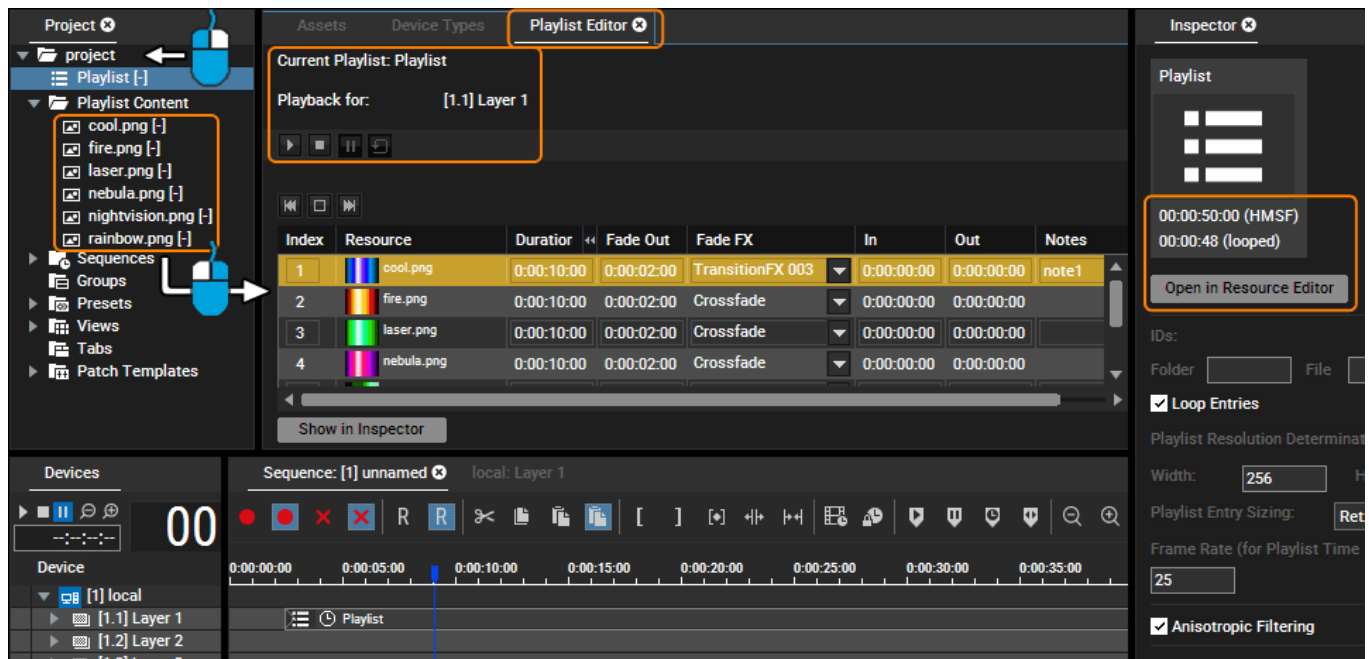 Project
project
Playlist [-]
Playlist Content
cool.png [-]
fire.png [-]
laser.png [-]
nebula.png [-]
nightvision.png [-]
rainbow.png [-]
Sequences
Groups
Presets
Views
Tabs
Patch Templates
Assets Device Types Playlist Editor
Current Playlist: Playlist
Playback for: [1.1] Layer 1
Index Resource Duration Fade Out Fade FX In Out Notes
1 cool.png 0:00:10:00 0:00:02:00 TransitionFX 003 0:00:00:00 0:00:00:00 note1
2 fire.png 0:00:10:00 0:00:02:00 Crossfade 0:00:00:00 0:00:00:00
3 laser.png 0:00:10:00 0:00:02:00 Crossfade 0:00:00:00 0:00:00:00
4 nebula.png 0:00:10:00 0:00:02:00 Crossfade 0:00:00:00 0:00:00:00
Show in Inspector
Inspector
Playlist
00:00:50:00 (HMSF)
00:00:48 (looped)
Open in Resource Editor
IDs:
Folder File
Loop Entries
Playlist Resolution Determinat
Width: 256 H
Playlist Entry Sizing: Ret
Frame Rate (for Playlist Time
25
Anisotropic Filtering
Devices
00
--:--:--:--
Device
[1] local
[1.1] Layer 1
[1.2] Layer 2
Sequence: [1] unnamed local: Layer 1
R R
0:00:00:00 0:00:05:00 0:00:10:00 0:00:15:00 0:00:20:00 0:00:25:00 0:00:30:00 0:00:35:00
Playlist